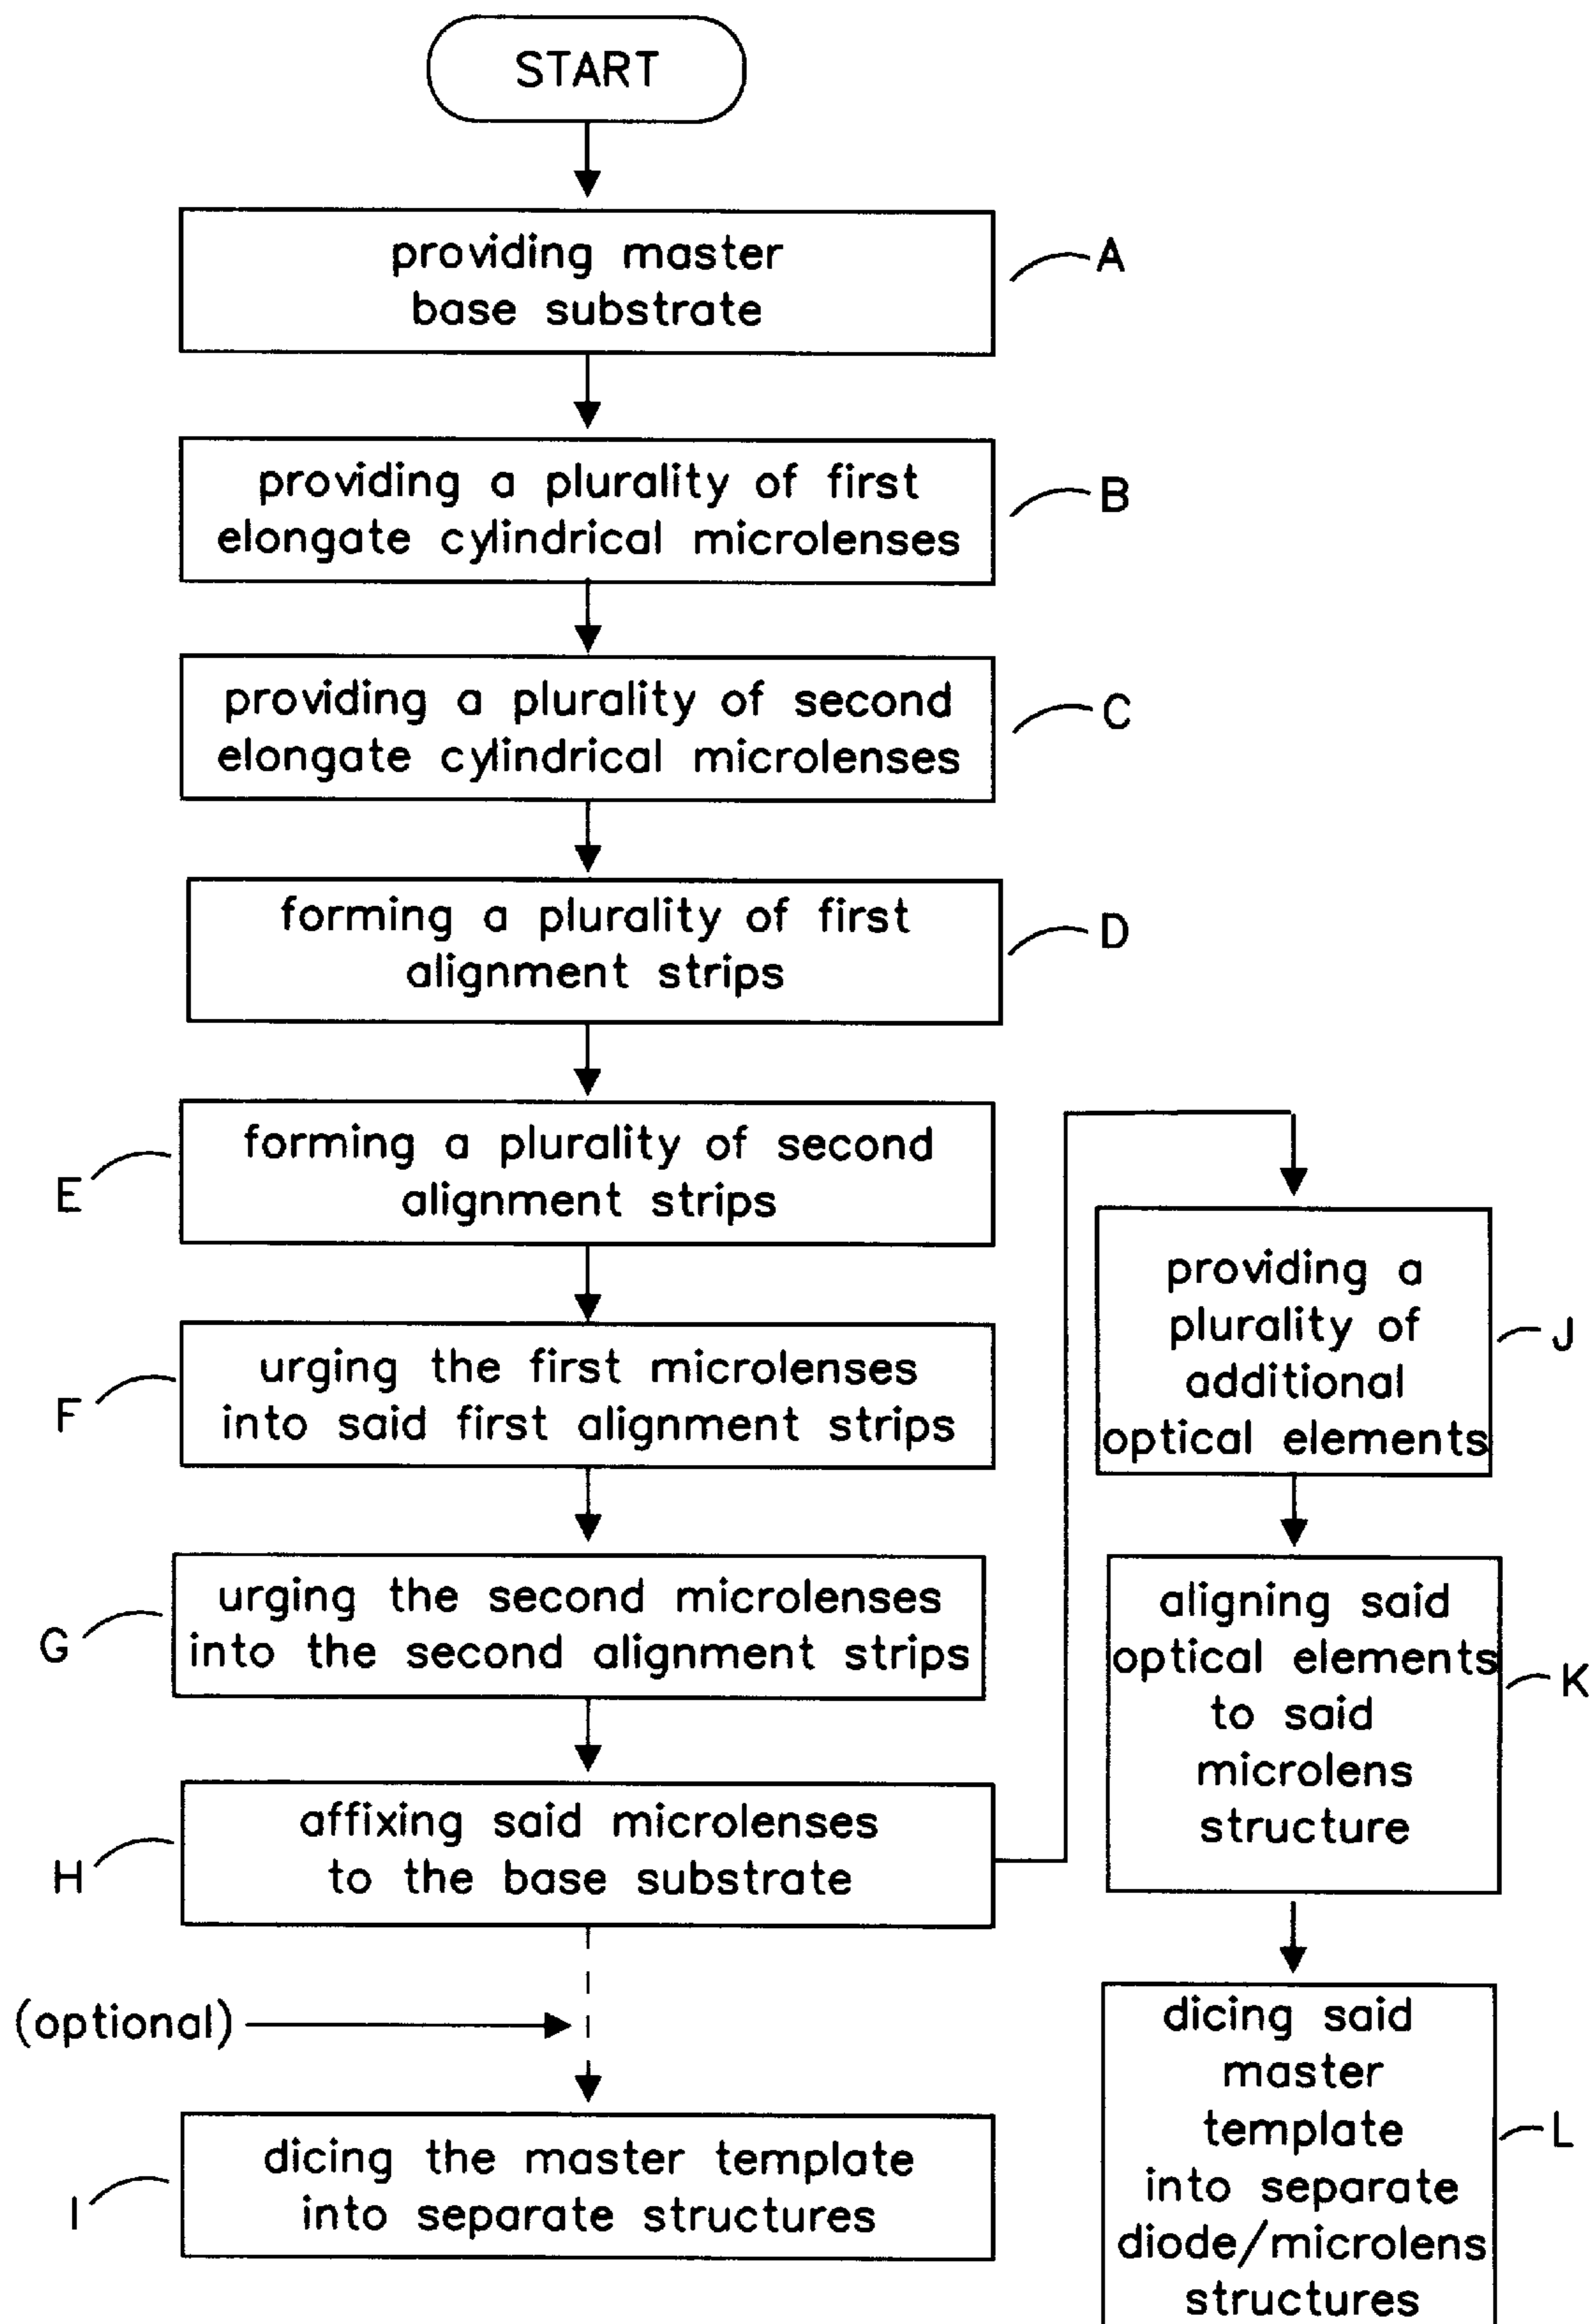 START
providing master
base substrate
A
providing a plurality of first
elongate cylindrical microlenses
B
providing a plurality of second
elongate cylindrical microlenses
C
forming a plurality of first
alignment strips
D
forming a plurality of second
alignment strips
E
urging the first microlenses
into said first alignment strips
F
urging the second microlenses
into the second alignment strips
G
affixing said microlenses
to the base substrate
H
(optional)
dicing the master template
into separate structures
I
providing a
plurality of
additional
optical elements
J
aligning said
optical elements
to said
microlens
structure
K
dicing said
master
template
into separate
diode/microlens
structures
L